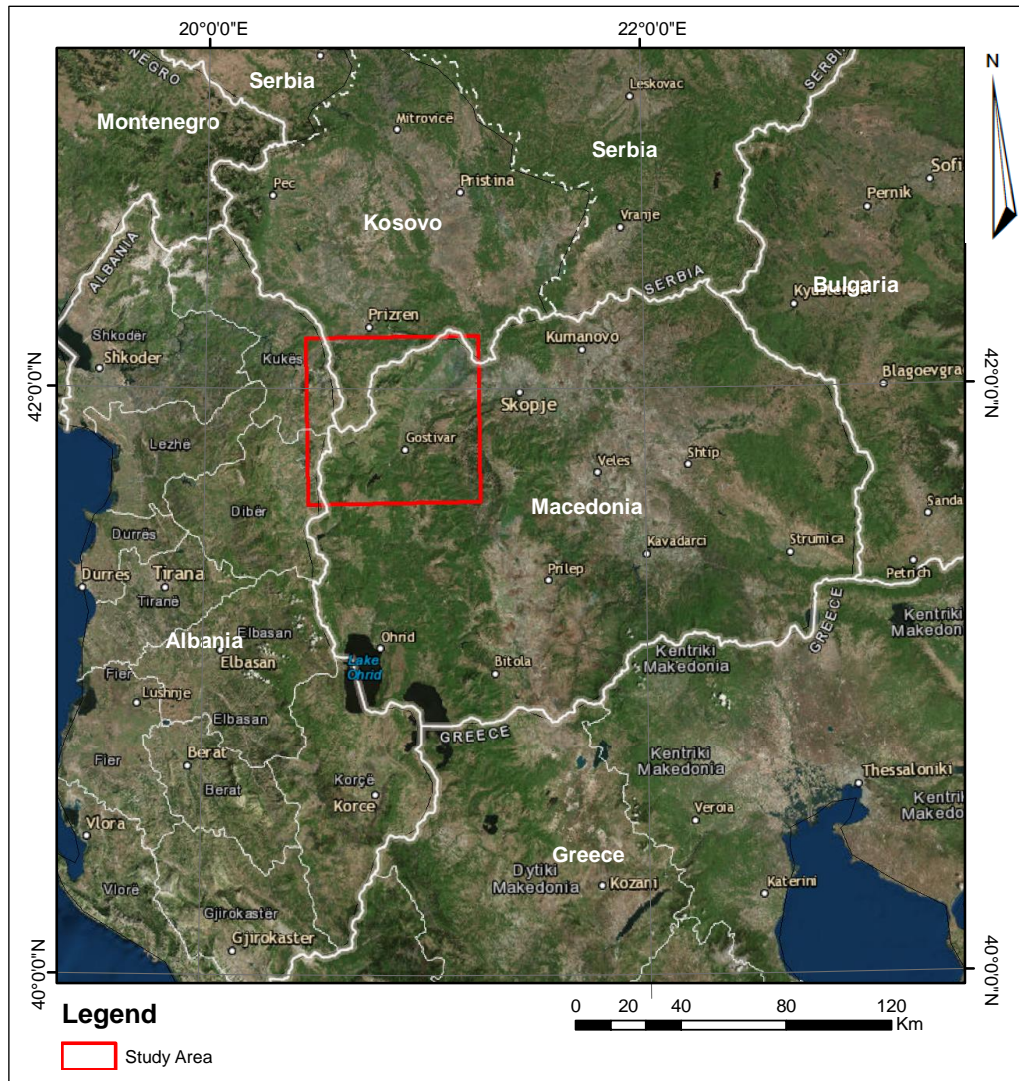 20°0'0"E
22°0'0"E
N
NEGRO
Serbia
SERBIA
Leskovac
Montenegro
Mitrovicë
Serbia
Sofi
Pec
Pristina
Pernik
Kosovo
Vranje
ALBANIA
SERBIA
Bulgaria
Kyustendil
Prizren
Shkodër
Kumanovo
Kukës
Shkoder
42°0'0"N
42°0'0"N
Blagoevgrad
Skopje
Lezhë
Gostivar
Shtip
Veles
Macedonia
Sanda
Dibër
Durrës
Kavadarci
Strumica
Durres
Tirana
Prilep
Petrich
Tiranë
GREECE
Kentriki
Makedon
Albania
Elbasan
Ohrid
Kentriki
Makedonia
Elbasan
Lake
Ohrid
Bitola
Fier
Lushnje
Elbasan
GREECE
Kentriki
Makedonia
Fier
Berat
Thessaloniki
Korçë
Berat
Korce
Kentrik
Makedo
Vlora
Veroia
Greece
Dytiki
Makedonia
Kozani
Katerini
Vlorë
Gjirokastër
Gjirokaster
40°0'0"N
40°0'0"N
Legend
0 20 40 80 120
Km
Study Area